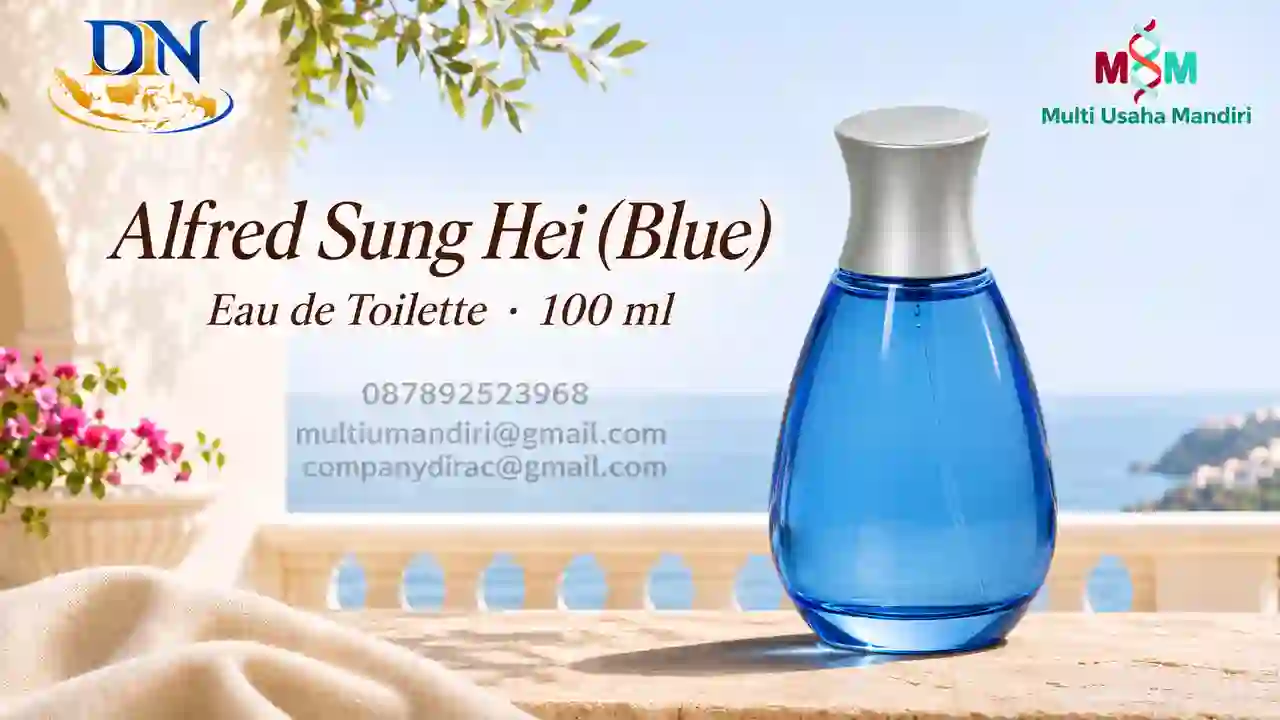 DN
MSM
Multi Usaha Mandiri
Alfred Sung Hei (Blue)
Eau de Toilette · 100 ml
087892523968
multiumandiri@gmail.com
companydirac@gmail.com